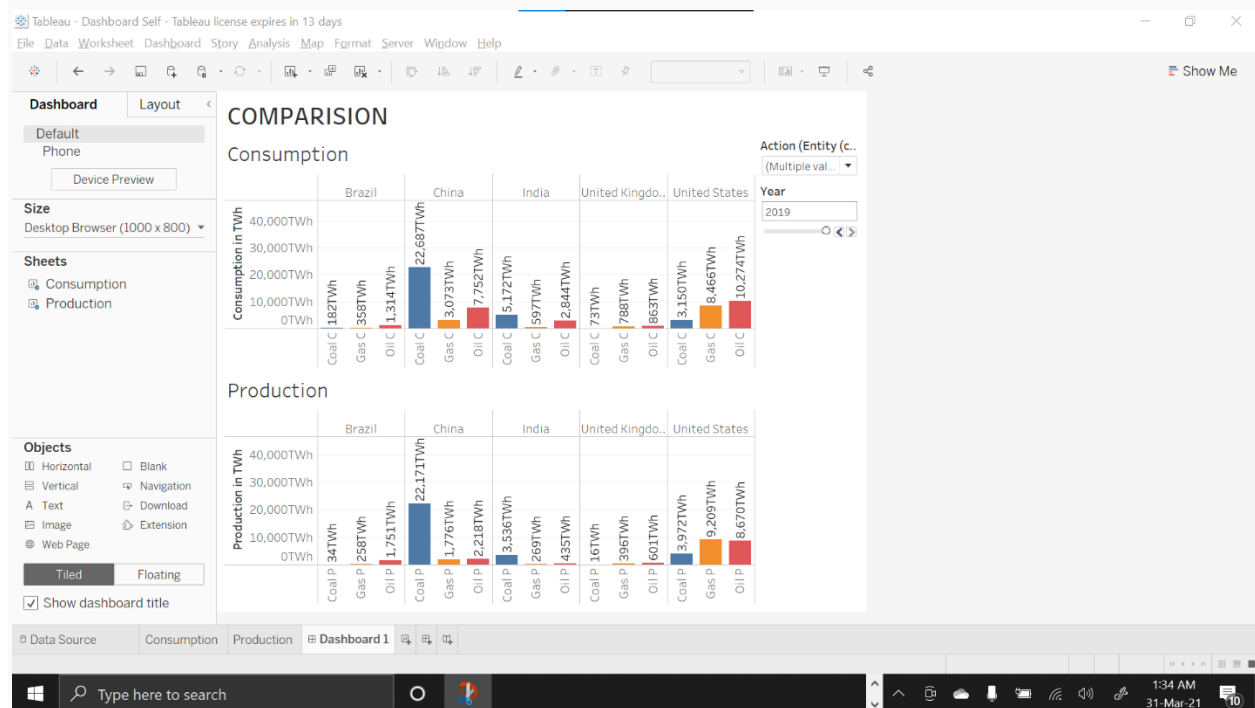 Tableau - Dashboard Self - Tableau license expires in 13 days
File Data Worksheet Dashboard Story Analysis Map Format Server Window Help
Show Me
Dashboard Layout
Default
Phone
Device Preview
Size
Desktop Browser (1000 x 800)
Sheets
Consumption
Production
Objects
Horizontal Blank
Vertical Navigation
A Text Download
Image Extension
Web Page
Tiled Floating
Show dashboard title
COMPARISION
Consumption
Brazil China India United Kingdo.. United States
Consumption in TWh
40,000TWh
30,000TWh
20,000TWh
10,000TWh
0TWh
182TWh 358TWh 1,314TWh 22,687TWh 3,073TWh 7,752TWh 5,172TWh 597TWh 2,844TWh 73TWh 788TWh 863TWh 3,150TWh 8,466TWh 10,274TWh
Coal C Gas C Oil C Coal C Gas C Oil C Coal C Gas C Oil C Coal C Gas C Oil C Coal C Gas C Oil C
Production
Brazil China India United Kingdo.. United States
Production in TWh
40,000TWh
30,000TWh
20,000TWh
10,000TWh
0TWh
34TWh 258TWh 1,751TWh 22,171TWh 1,776TWh 2,218TWh 3,536TWh 269TWh 435TWh 16TWh 396TWh 601TWh 3,972TWh 9,209TWh 8,670TWh
Coal P Gas P Oil P Coal P Gas P Oil P Coal P Gas P Oil P Coal P Gas P Oil P Coal P Gas P Oil P
Action (Entity (c..
(Multiple val...
Year
2019
Data Source Consumption Production Dashboard 1
Type here to search
1:34 AM
31-Mar-21
10